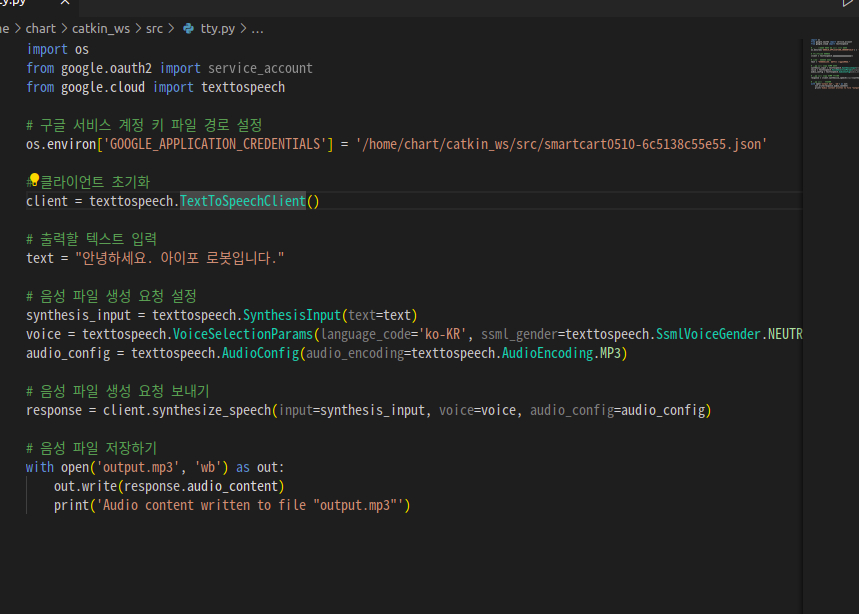 ty.py
ne > chart > catkin_ws > src > tty.py > ...
import os
from google.oauth2 import service_account
from google.cloud import texttospeech
# 구글 서비스 계정 키 파일 경로 설정
os.environ['GOOGLE_APPLICATION_CREDENTIALS'] = '/home/chart/catkin_ws/src/smartcart0510-6c5138c55e55.json'
# 클라이언트 초기화
client = texttospeech.TextToSpeechClient()
# 출력할 텍스트 입력
text = "안녕하세요. 아이포 로봇입니다."
# 음성 파일 생성 요청 설정
synthesis_input = texttospeech.SynthesisInput(text=text)
voice = texttospeech.VoiceSelectionParams(language_code='ko-KR', ssml_gender=texttospeech.SsmlVoiceGender.NEUTR
audio_config = texttospeech.AudioConfig(audio_encoding=texttospeech.AudioEncoding.MP3)
# 음성 파일 생성 요청 보내기
response = client.synthesize_speech(input=synthesis_input, voice=voice, audio_config=audio_config)
# 음성 파일 저장하기
with open('output.mp3', 'wb') as out:
out.write(response.audio_content)
print('Audio content written to file "output.mp3"')